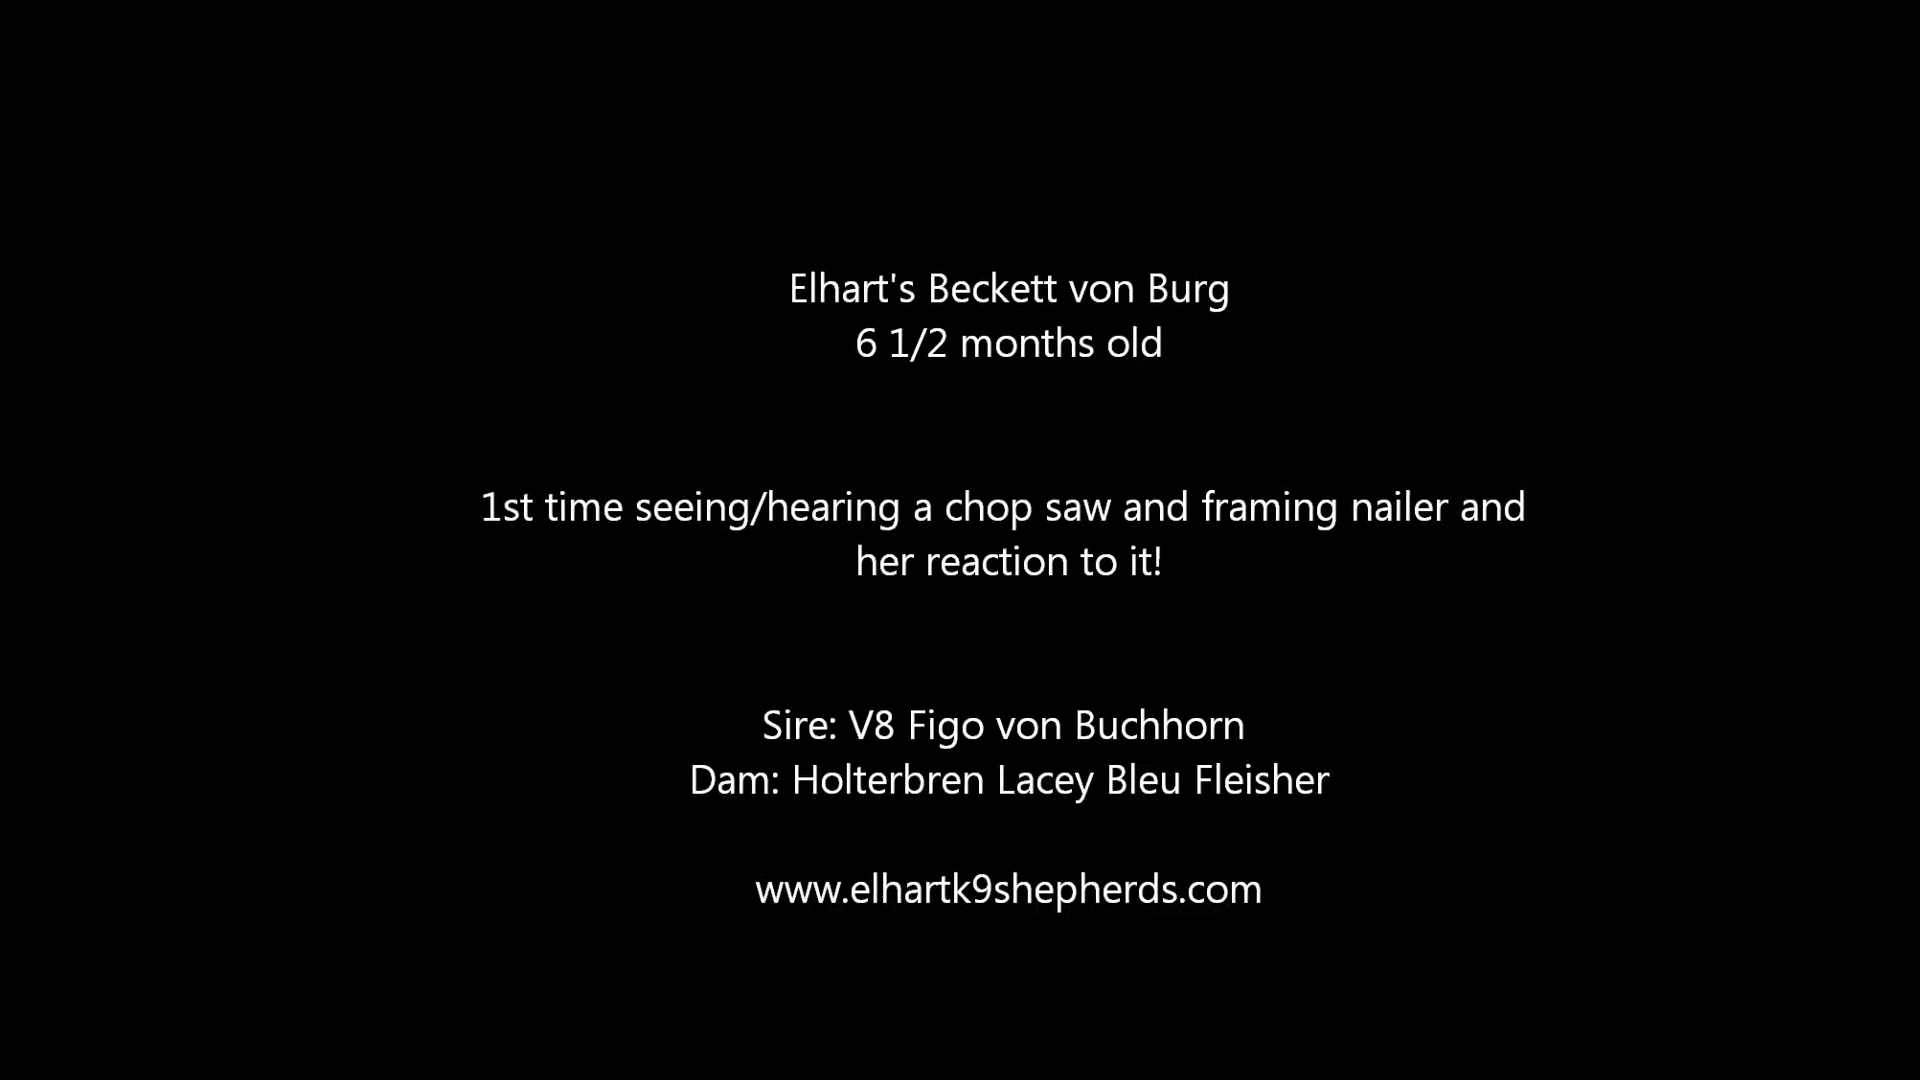 Elhart's Beckett von Burg
6 1/2 months old
1st time seeing/hearing a chop saw and framing nailer and
her reaction to it!
Sire: V8 Figo von Buchhorn
Dam: Holterbren Lacey Bleu Fleisher
www.elhartk9shepherds.com